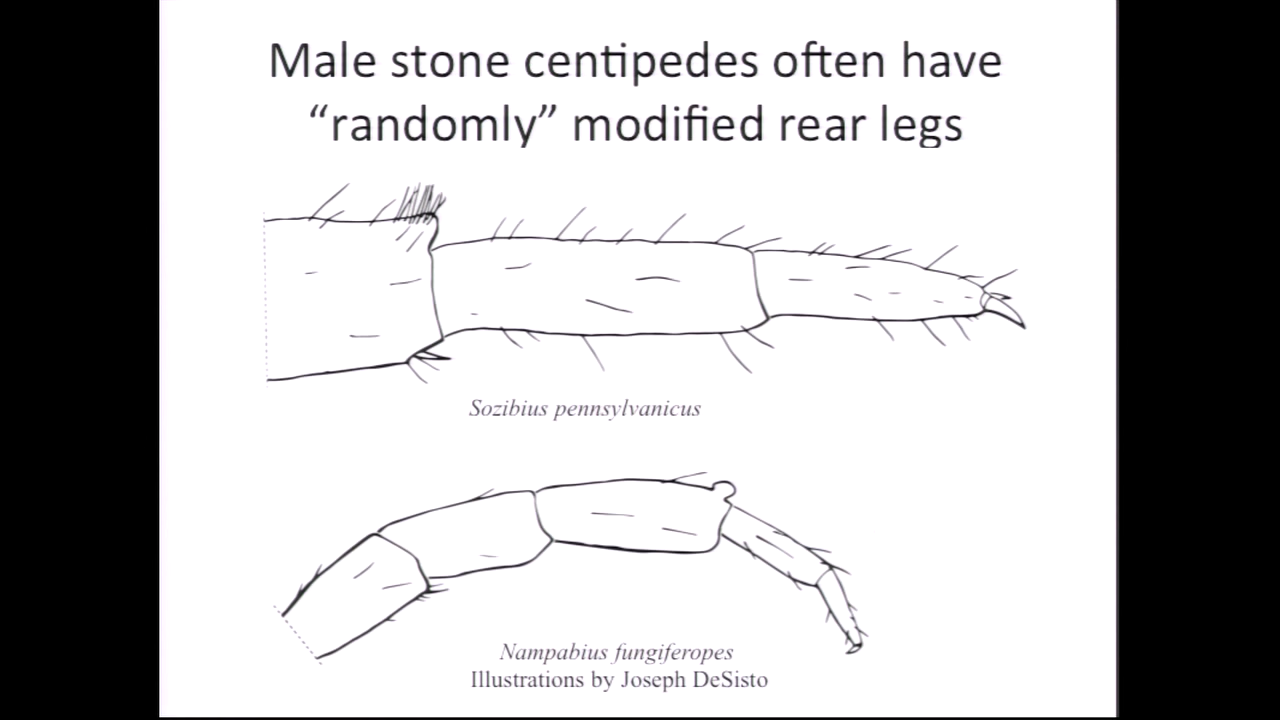 Male stone centipedes often have
“randomly” modified rear legs
Sozibius pennsylvanicus
Nampabius fungiferopes
Illustrations by Joseph DeSisto